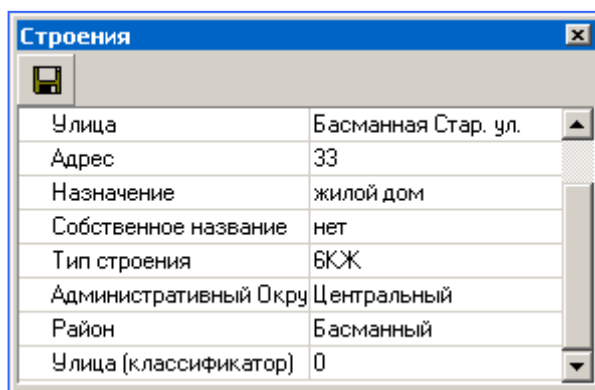 Строения
Улица Басманная Стар. ул.
Адрес 33
Назначение жилой дом
Собственное название нет
Тип строения 6КЖ
Административный Окру Центральный
Район Басманный
Улица (классификатор) 0